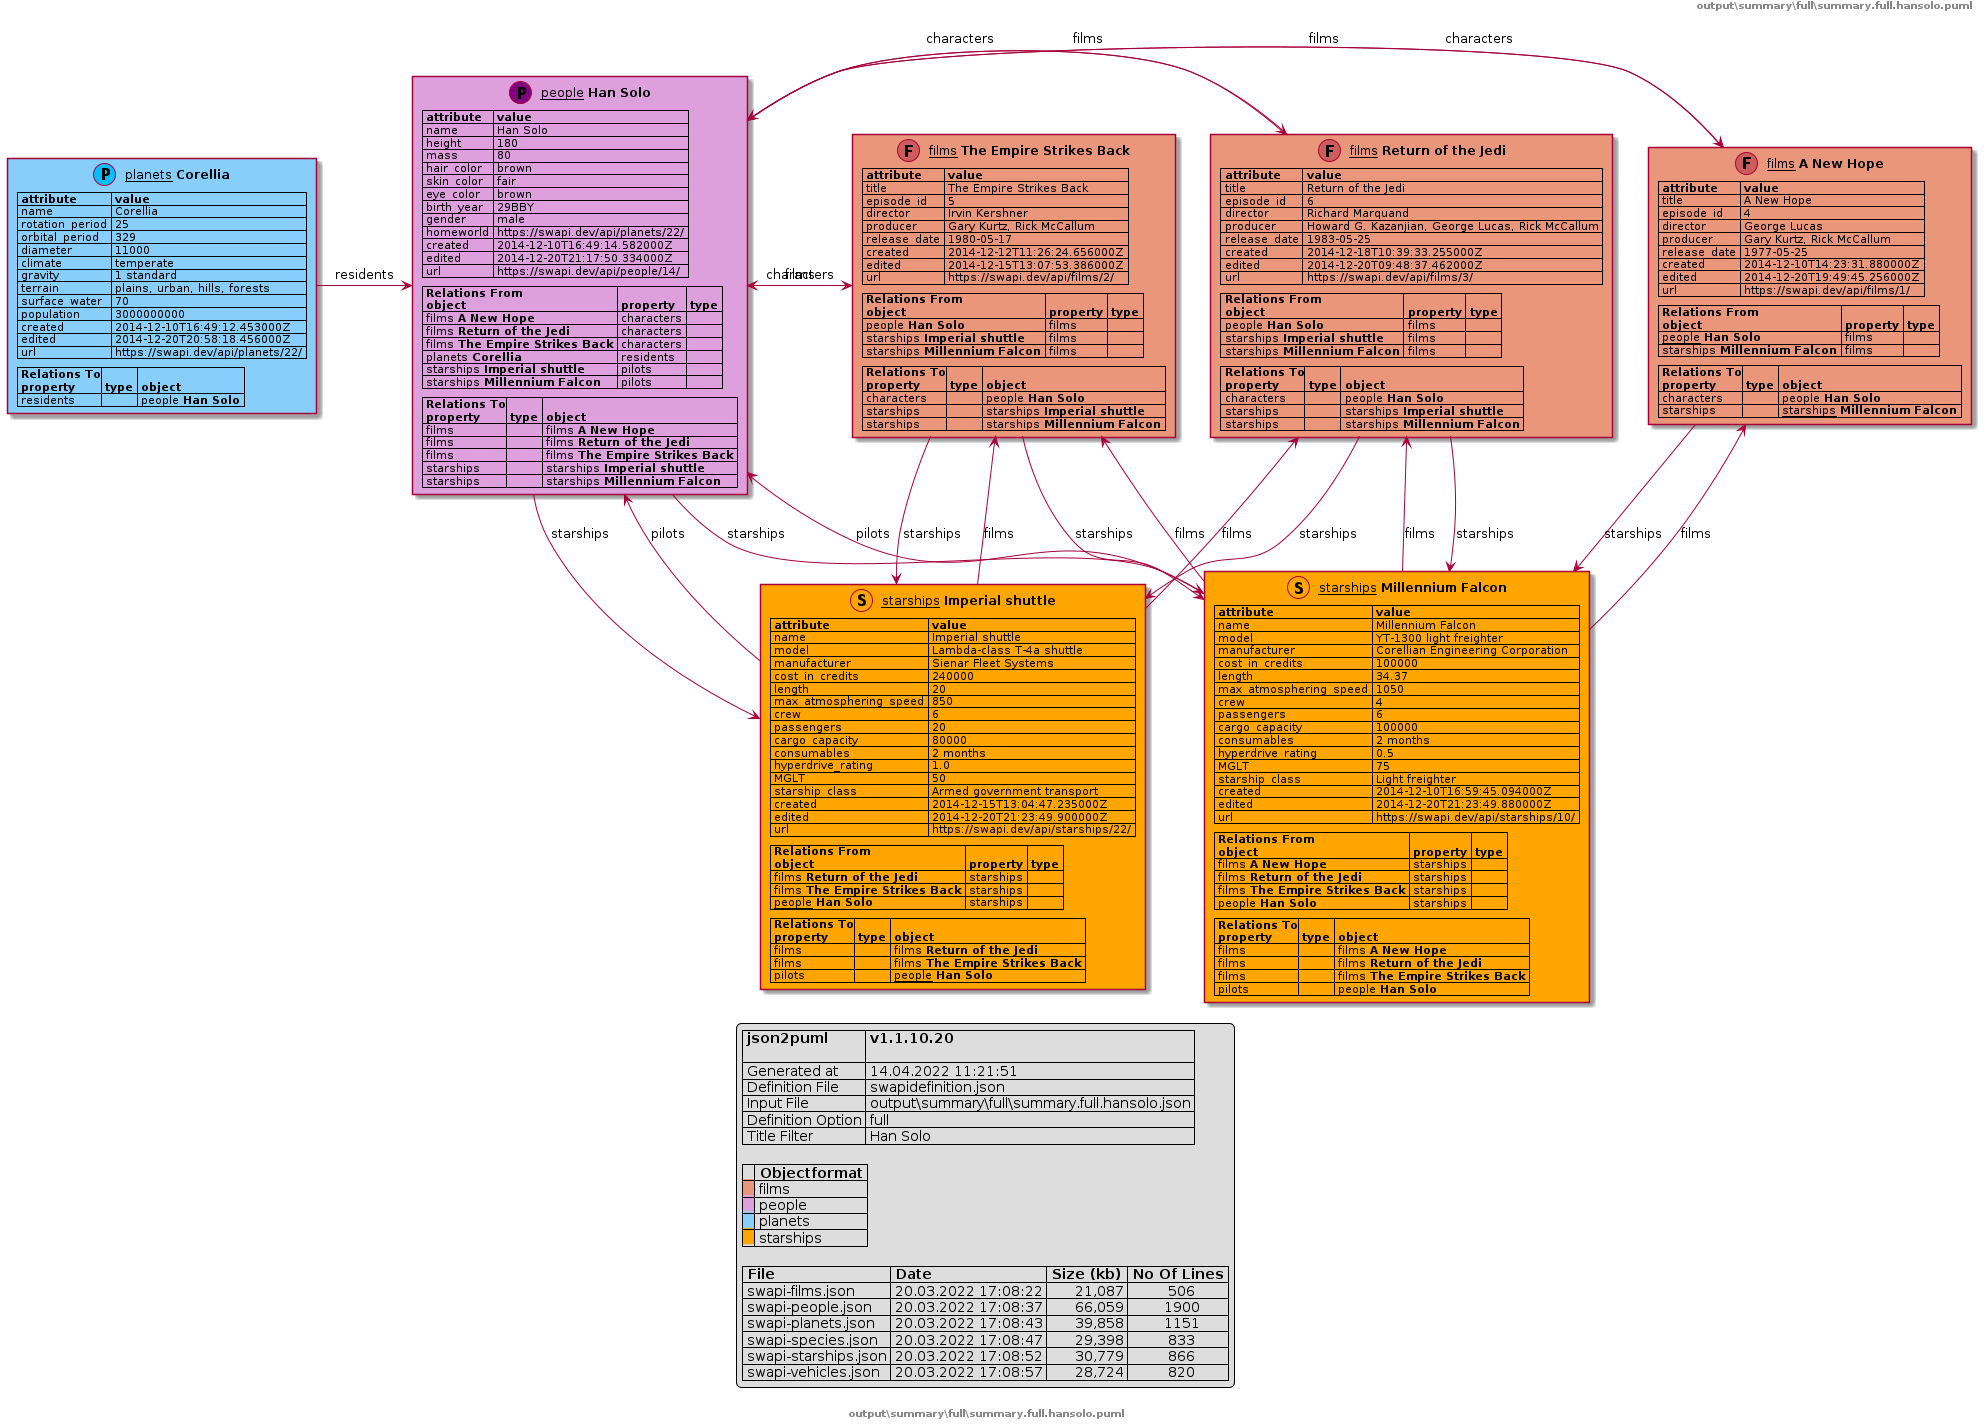 output\summary\full\summary.full.hansolo.puml
characters films films characters
P people Han Solo
attribute value
name Han Solo
height 180
mass 80
hair_color brown
skin_color fair
eye_color brown
birth_year 29BBY
gender male
homeworld https://swapi.dev/api/planets/22/
created 2014-12-10T16:49:14.582000Z
edited 2014-12-20T21:17:50.334000Z
url https://swapi.dev/api/people/14/
Relations From
object property type
films A New Hope characters
films Return of the Jedi characters
films The Empire Strikes Back characters
planets Corellia residents
starships Imperial shuttle pilots
starships Millennium Falcon pilots
Relations To
property type object
films films A New Hope
films films Return of the Jedi
films films The Empire Strikes Back
starships starships Imperial shuttle
starships starships Millennium Falcon
F films The Empire Strikes Back
attribute value
title The Empire Strikes Back
episode_id 5
director Irvin Kershner
producer Gary Kurtz, Rick McCallum
release_date 1980-05-17
created 2014-12-12T11:26:24.656000Z
edited 2014-12-15T13:07:53.386000Z
url https://swapi.dev/api/films/2/
Relations From
object property type
people Han Solo films
starships Imperial shuttle films
starships Millennium Falcon films
Relations To
property type object
characters people Han Solo
starships starships Imperial shuttle
starships starships Millennium Falcon
F films Return of the Jedi
attribute value
title Return of the Jedi
episode_id 6
director Richard Marquand
producer Howard G. Kazanjian, George Lucas, Rick McCallum
release_date 1983-05-25
created 2014-12-18T10:39:33.255000Z
edited 2014-12-20T09:48:37.462000Z
url https://swapi.dev/api/films/3/
Relations From
object property type
people Han Solo films
starships Imperial shuttle films
starships Millennium Falcon films
Relations To
property type object
characters people Han Solo
starships starships Imperial shuttle
starships starships Millennium Falcon
F films A New Hope
attribute value
title A New Hope
episode_id 4
director George Lucas
producer Gary Kurtz, Rick McCallum
release_date 1977-05-25
created 2014-12-10T14:23:31.880000Z
edited 2014-12-20T19:49:45.256000Z
url https://swapi.dev/api/films/1/
Relations From
object property type
people Han Solo films
starships Millennium Falcon films
Relations To
property type object
characters people Han Solo
starships starships Millennium Falcon
P planets Corellia
attribute value
name Corellia
rotation_period 25
orbital_period 329
diameter 11000
climate temperate
gravity 1 standard
terrain plains, urban, hills, forests
surface_water 70
population 3000000000
created 2014-12-10T16:49:12.453000Z
edited 2014-12-20T20:58:18.456000Z
url https://swapi.dev/api/planets/22/
Relations To
property type object
residents people Han Solo
residents characters films
starships pilots starships pilots starships films starships films films starships films starships starships films
S starships Imperial shuttle
attribute value
name Imperial shuttle
model Lambda-class T-4a shuttle
manufacturer Sienar Fleet Systems
cost_in_credits 240000
length 20
max_atmosphering_speed 850
crew 6
passengers 20
cargo_capacity 80000
consumables 2 months
hyperdrive_rating 1.0
MGLT 50
starship_class Armed government transport
created 2014-12-15T13:04:47.235000Z
edited 2014-12-20T21:23:49.900000Z
url https://swapi.dev/api/starships/22/
Relations From
object property type
films Return of the Jedi starships
films The Empire Strikes Back starships
people Han Solo starships
Relations To
property type object
films films Return of the Jedi
films films The Empire Strikes Back
pilots people Han Solo
S starships Millennium Falcon
attribute value
name Millennium Falcon
model YT-1300 light freighter
manufacturer Corellian Engineering Corporation
cost_in_credits 100000
length 34.37
max_atmosphering_speed 1050
crew 4
passengers 6
cargo_capacity 100000
consumables 2 months
hyperdrive_rating 0.5
MGLT 75
starship_class Light freighter
created 2014-12-10T16:59:45.094000Z
edited 2014-12-20T21:23:49.880000Z
url https://swapi.dev/api/starships/10/
Relations From
object property type
films A New Hope starships
films Return of the Jedi starships
films The Empire Strikes Back starships
people Han Solo starships
Relations To
property type object
films films A New Hope
films films Return of the Jedi
films films The Empire Strikes Back
pilots people Han Solo
json2puml v1.1.10.20
Generated at 14.04.2022 11:21:51
Definition File swapidefinition.json
Input File output\summary\full\summary.full.hansolo.json
Definition Option full
Title Filter Han Solo
Objectformat
films
people
planets
starships
File Date Size (kb) No Of Lines
swapi-films.json 20.03.2022 17:08:22 21,087 506
swapi-people.json 20.03.2022 17:08:37 66,059 1900
swapi-planets.json 20.03.2022 17:08:43 39,858 1151
swapi-species.json 20.03.2022 17:08:47 29,398 833
swapi-starships.json 20.03.2022 17:08:52 30,779 866
swapi-vehicles.json 20.03.2022 17:08:57 28,724 820
output\summary\full\summary.full.hansolo.puml